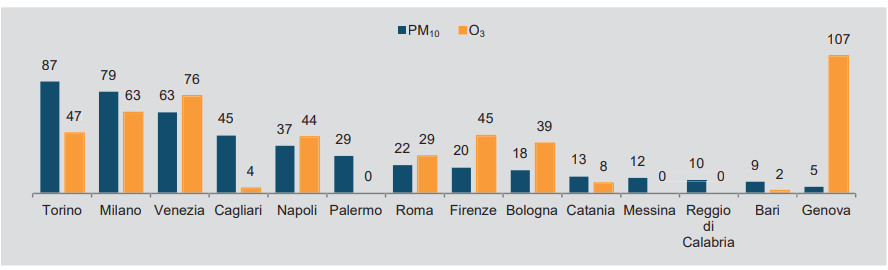 PM10 O3
87 47 79 63 63 76 45 4 37 44 29 0 22 29 20 45 18 39 13 8 12 0 10 0 9 2 5 107
Torino Milano Venezia Cagliari Napoli Palermo Roma Firenze Bologna Catania Messina Reggio Bari Genova
di
Calabria